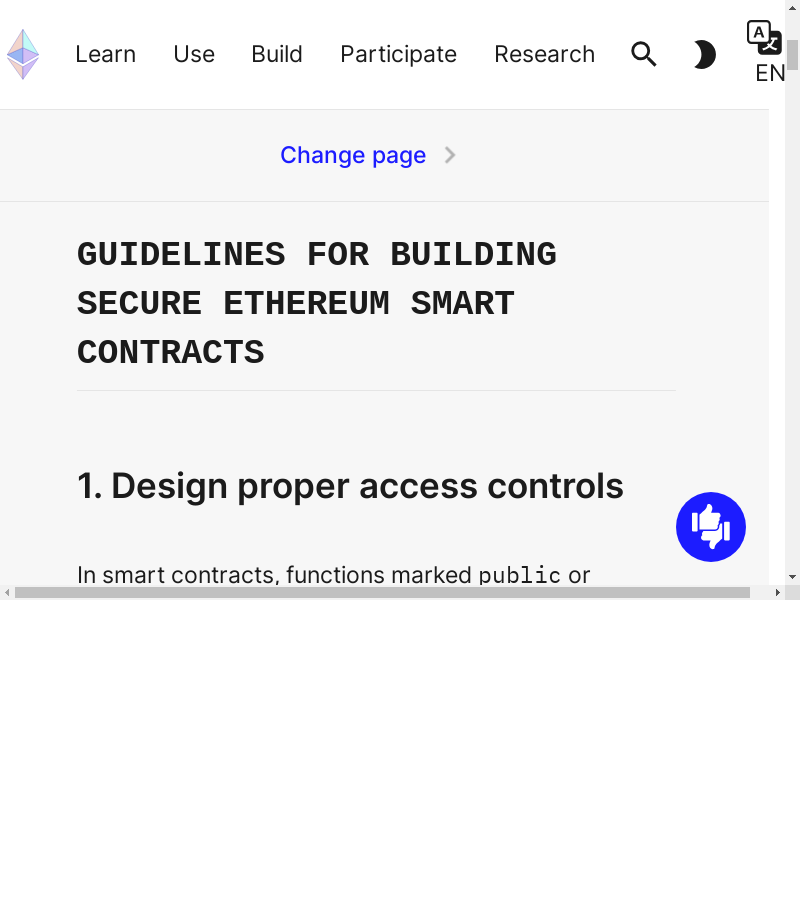 Learn Use Build Participate Research
A 文
EN
Change page
GUIDELINES FOR BUILDING
SECURE ETHEREUM SMART
CONTRACTS
1. Design proper access controls
In smart contracts, functions marked public or